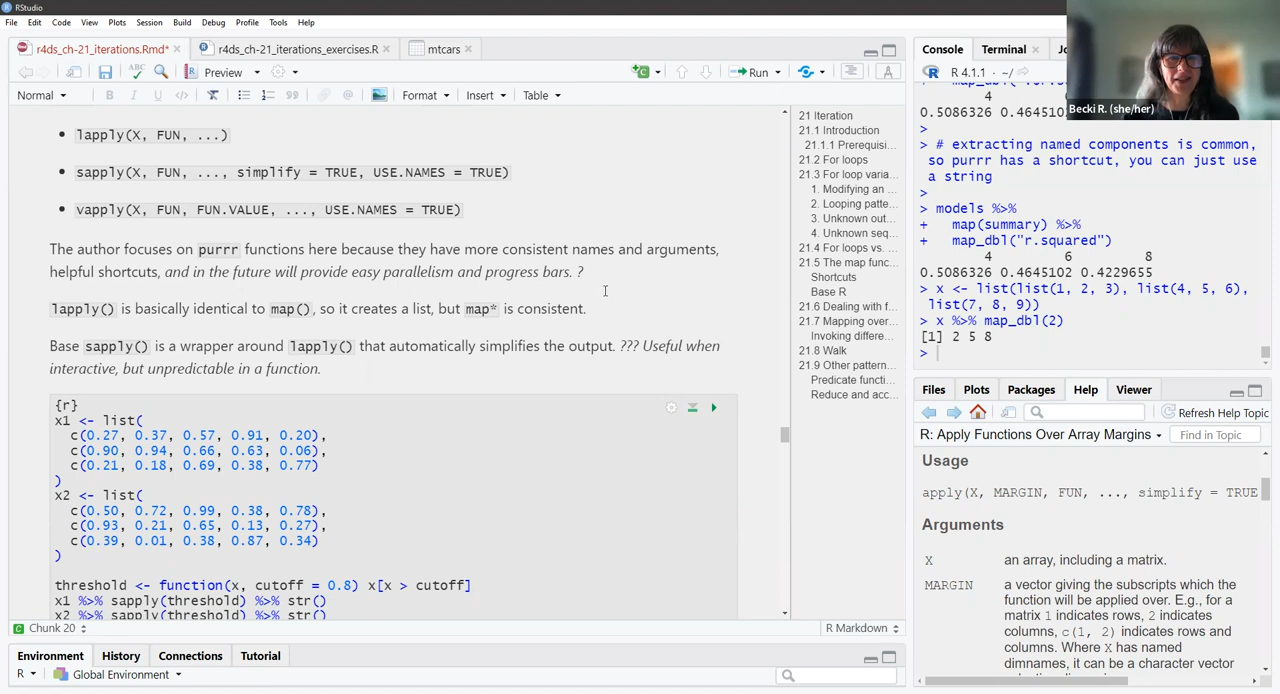 RStudio
File Edit Code View Plots Session Build Debug Profile Tools Help
r4ds_ch-21_iterations.Rmd* r4ds_ch-21_iterations_exercises.R mtcars
ABC Preview Run
Normal B I U </> Format Insert Table
lapply(X, FUN, ...)
sapply(X, FUN, ..., simplify = TRUE, USE.NAMES = TRUE)
vapply(X, FUN, FUN.VALUE, ..., USE.NAMES = TRUE)
The author focuses on purrr functions here because they have more consistent names and arguments,
helpful shortcuts, and in the future will provide easy parallelism and progress bars. ?
lapply() is basically identical to map(), so it creates a list, but map* is consistent.
Base sapply() is a wrapper around lapply() that automatically simplifies the output. ??? Useful when
interactive, but unpredictable in a function.
{r}
x1 <- list(
c(0.27, 0.37, 0.57, 0.91, 0.20),
c(0.90, 0.94, 0.66, 0.63, 0.06),
c(0.21, 0.18, 0.69, 0.38, 0.77)
)
x2 <- list(
c(0.50, 0.72, 0.99, 0.38, 0.78),
c(0.93, 0.21, 0.65, 0.13, 0.27),
c(0.39, 0.01, 0.38, 0.87, 0.34)
)
threshold <- function(x, cutoff = 0.8) x[x > cutoff]
x1 %>% sapply(threshold) %>% str()
x2 %>% sapply(threshold) %>% str()
Chunk 20 R Markdown
21 Iteration
21.1 Introduction
21.1.1 Prerequisi...
21.2 For loops
21.3 For loop varia...
1. Modifying an ...
2. Looping patte...
3. Unknown out...
4. Unknown seq...
21.4 For loops vs. ...
21.5 The map func...
Shortcuts
Base R
21.6 Dealing with f...
21.7 Mapping over...
Invoking differe...
21.8 Walk
21.9 Other pattern...
Predicate functi...
Reduce and acc...
Environment History Connections Tutorial
R Global Environment
Console Terminal
R 4.1.1 · ~/
4
0.5086326 0.4645102
>
> # extracting named components is common,
so purrr has a shortcut, you can just use
a string
>
> models %>%
+ map(summary) %>%
+ map_dbl("r.squared")
4 6 8
0.5086326 0.4645102 0.4229655
> x <- list(list(1, 2, 3), list(4, 5, 6),
list(7, 8, 9))
> x %>% map_dbl(2)
[1] 2 5 8
>
Becki R. (she/her)
Files Plots Packages Help Viewer
Refresh Help Topic
R: Apply Functions Over Array Margins Find in Topic
Usage
apply(X, MARGIN, FUN, ..., simplify = TRUE
Arguments
X an array, including a matrix.
MARGIN a vector giving the subscripts which the
function will be applied over. E.g., for a
matrix 1 indicates rows, 2 indicates
columns, c(1, 2) indicates rows and
columns. Where X has named
dimnames, it can be a character vector